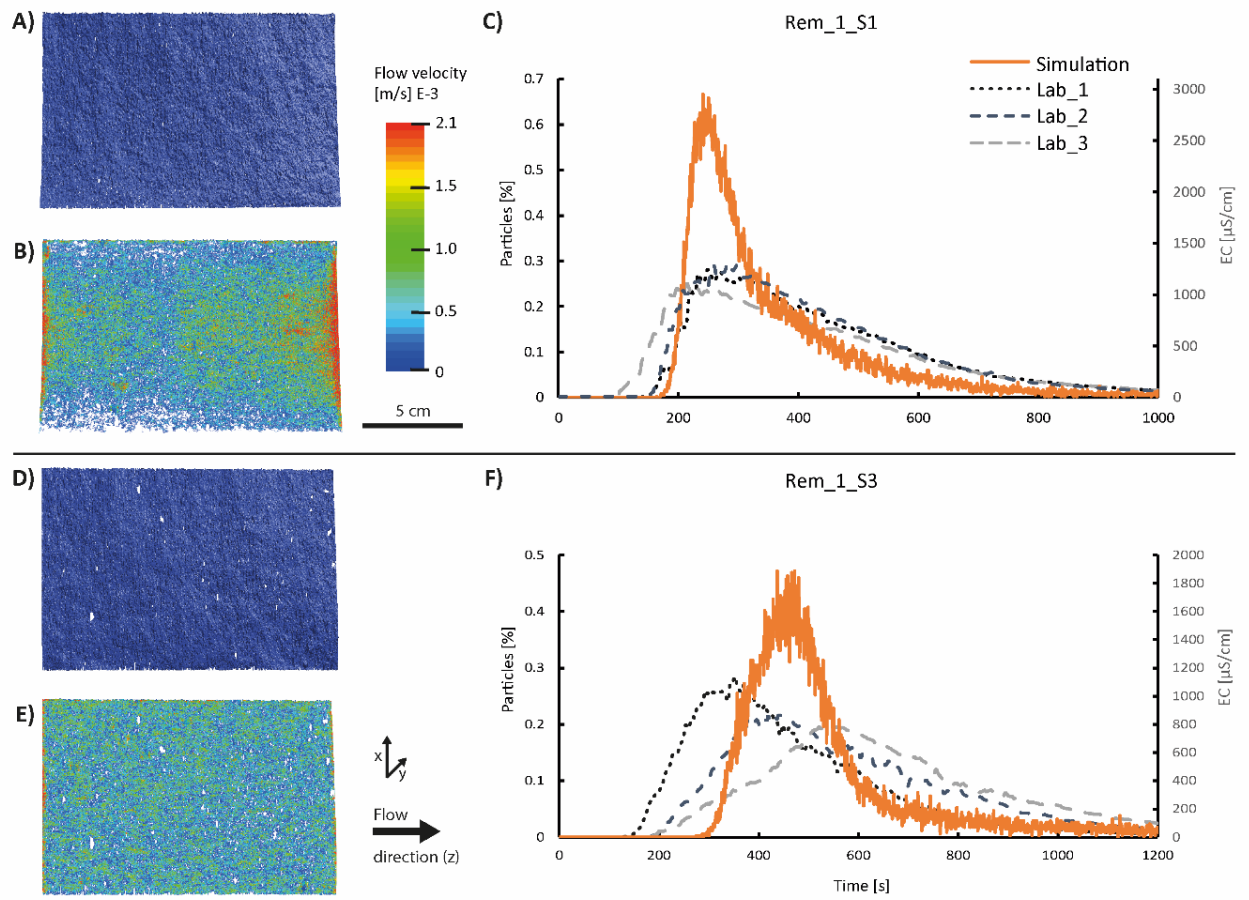 A)
Flow velocity
[m/s] E-3
2.1
1.5
1.0
0.5
0
B)
5 cm
C)
Rem_1_S1
Simulation
Lab_1
Lab_2
Lab_3
Particles [%]
0.7
0.6
0.5
0.4
0.3
0.2
0.1
0
EC [µS/cm]
3000
2500
2000
1500
1000
500
0
0 200 400 600 800 1000
D)
E)
x
y
Flow
direction (z)
F)
Rem_1_S3
Particles [%]
0.5
0.4
0.3
0.2
0.1
0
EC [µS/cm]
2000
1800
1600
1400
1200
1000
800
600
400
200
0
0 200 400 600 800 1000 1200
Time [s]